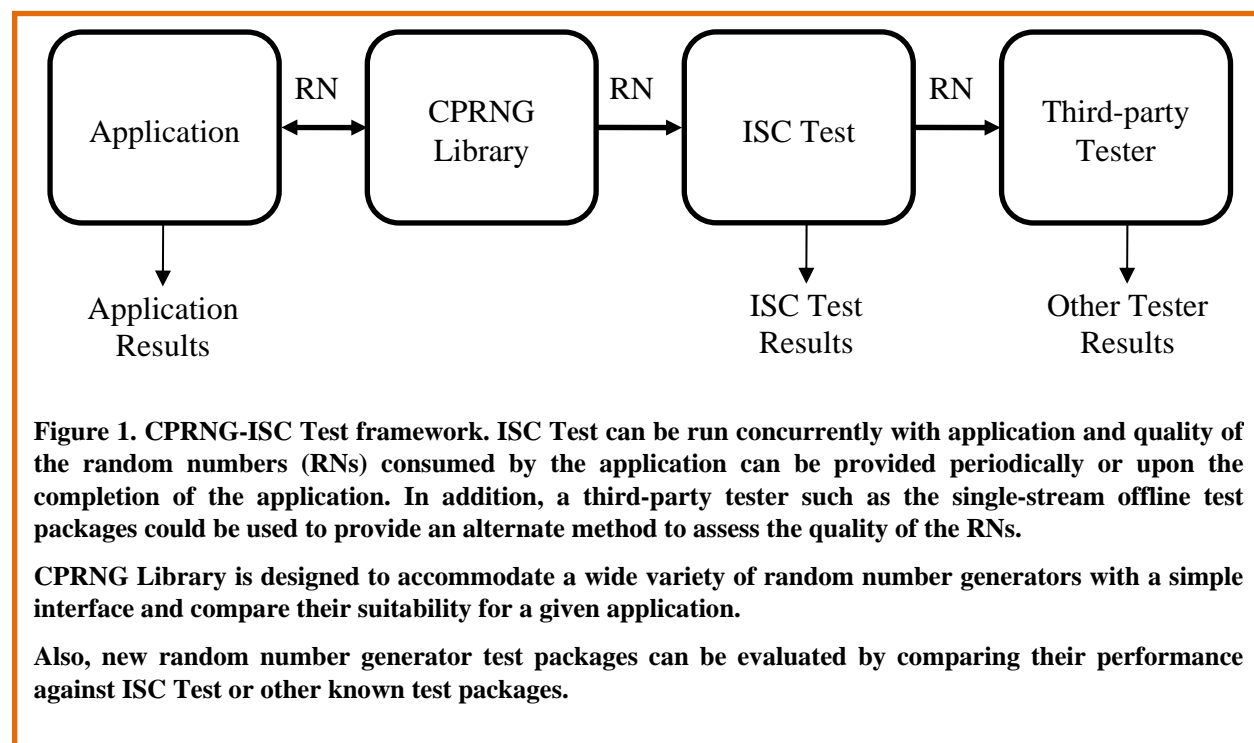 RN RN RN
Application
CPRNG
Library
ISC Test
Third-party
Tester
Application
Results
ISC Test
Results
Other Tester
Results
Figure 1. CPRNG-ISC Test framework. ISC Test can be run concurrently with application and quality of
the random numbers (RNs) consumed by the application can be provided periodically or upon the
completion of the application. In addition, a third-party tester such as the single-stream offline test
packages could be used to provide an alternate method to assess the quality of the RNs.
CPRNG Library is designed to accommodate a wide variety of random number generators with a simple
interface and compare their suitability for a given application.
Also, new random number generator test packages can be evaluated by comparing their performance
against ISC Test or other known test packages.